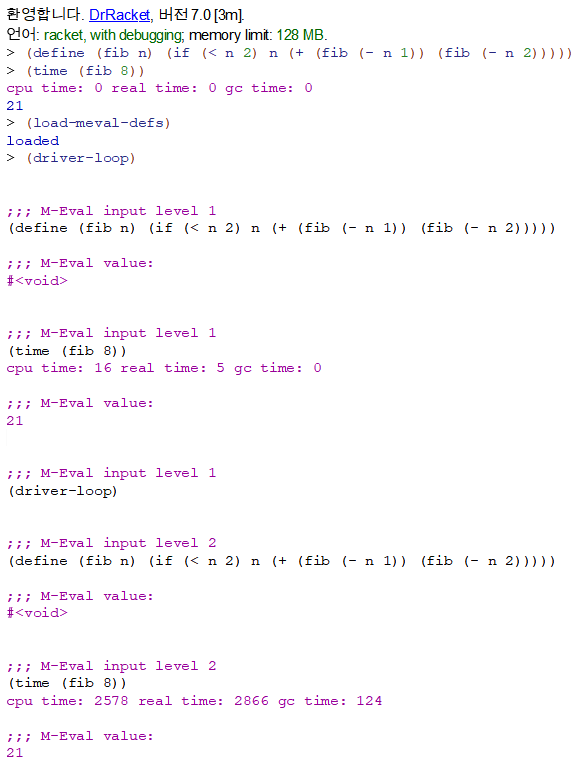 환영합니다. DrRacket, 버전 7.0 [3m].
언어: racket, with debugging; memory limit: 128 MB.
> (define (fib n) (if (< n 2) n (+ (fib (- n 1)) (fib (- n 2)))))
> (time (fib 8))
cpu time: 0 real time: 0 gc time: 0
21
> (load-meval-defs)
loaded
> (driver-loop)
;;; M-Eval input level 1
(define (fib n) (if (< n 2) n (+ (fib (- n 1)) (fib (- n 2)))))
;;; M-Eval value:
#<void>
;;; M-Eval input level 1
(time (fib 8))
cpu time: 16 real time: 5 gc time: 0
;;; M-Eval value:
21
;;; M-Eval input level 1
(driver-loop)
;;; M-Eval input level 2
(define (fib n) (if (< n 2) n (+ (fib (- n 1)) (fib (- n 2)))))
;;; M-Eval value:
#<void>
;;; M-Eval input level 2
(time (fib 8))
cpu time: 2578 real time: 2866 gc time: 124
;;; M-Eval value:
21